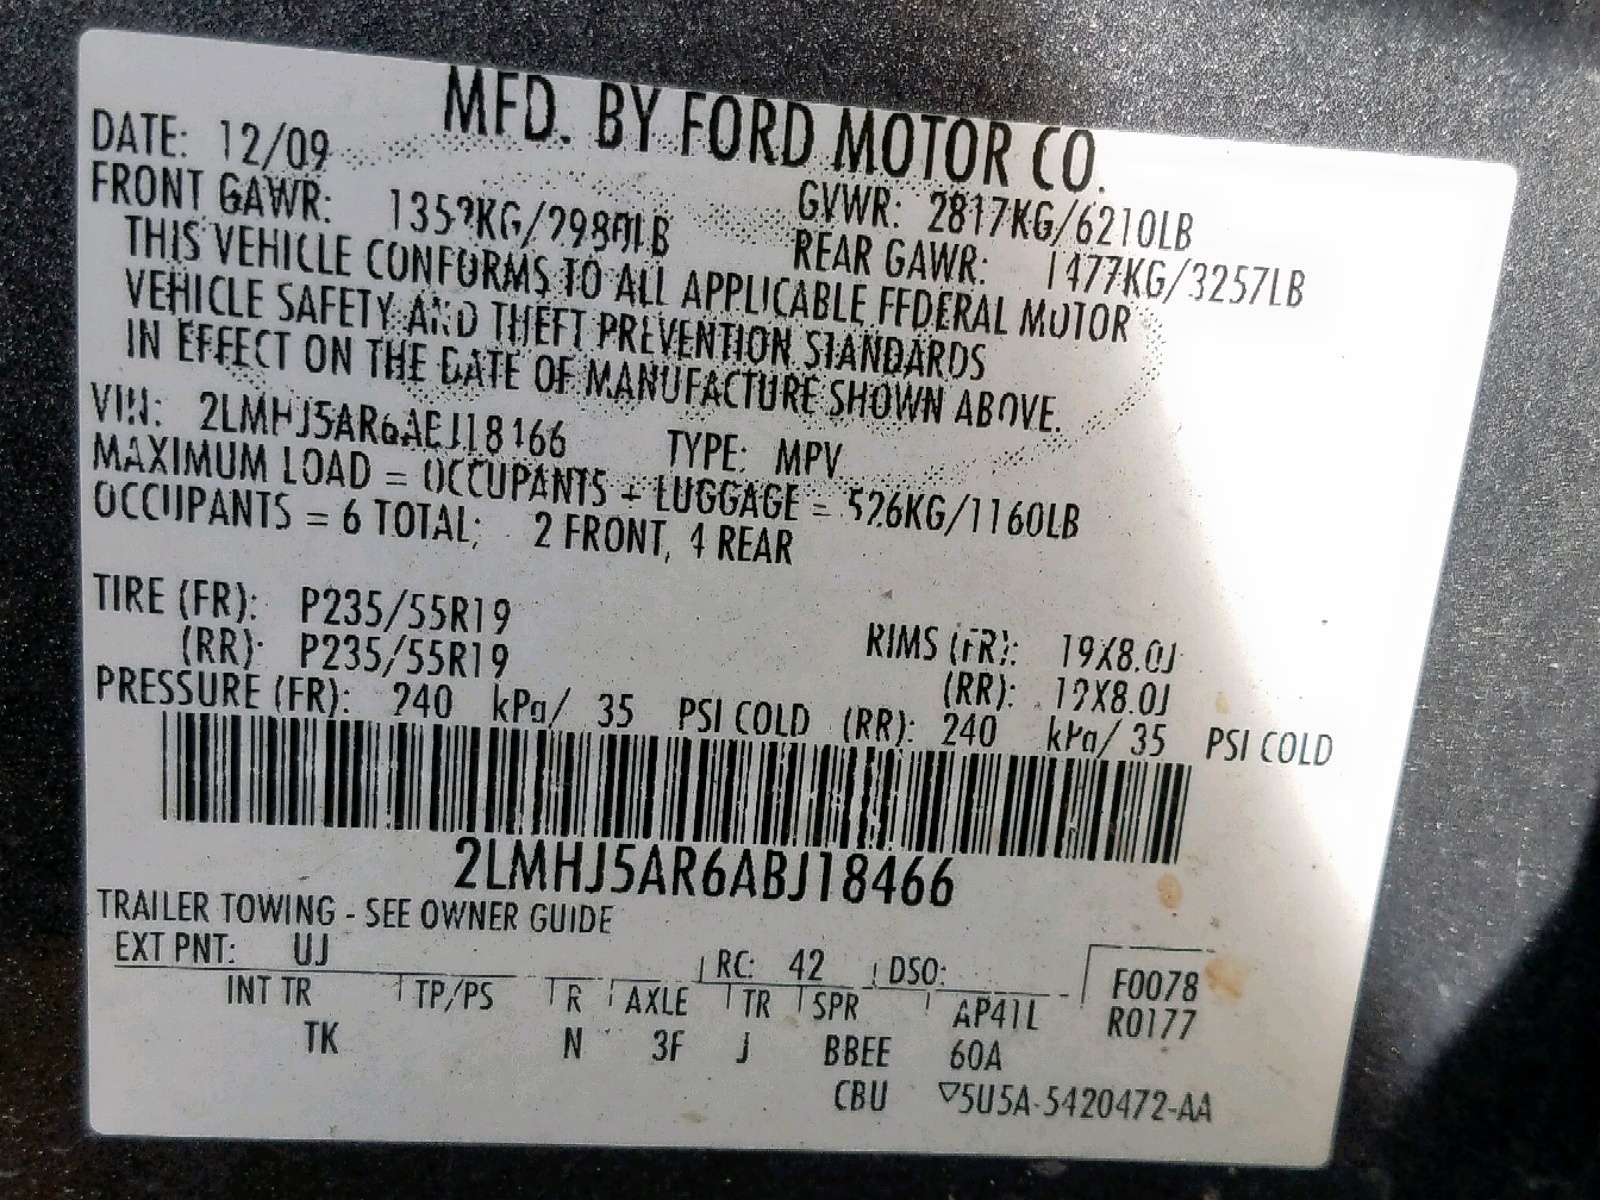 MFD. BY FORD MOTOR CO.
DATE: 12/09 GVWR: 2817KG/6210LB
FRONT GAWR: 1352KG/2980LB REAR GAWR: 1477KG/3257LB
THIS VEHICLE CONFORMS TO ALL APPLICABLE FEDERAL MOTOR
VEHICLE SAFETY AND THEFT PREVENTION STANDARDS
IN EFFECT ON THE DATE OF MANUFACTURE SHOWN ABOVE.
VIN: 2LMHJ5AR6ABJ18466 TYPE: MPV
MAXIMUM LOAD = OCCUPANTS + LUGGAGE = 526KG/1160LB
OCCUPANTS = 6 TOTAL; 2 FRONT, 4 REAR
TIRE (FR): P235/55R19 RIMS (FR): 19X8.0J
(RR): P235/55R19 (RR): 19X8.0J
PRESSURE (FR): 240 kPa/ 35 PSI COLD (RR): 240 kPa/ 35 PSI COLD
2LMHJ5AR6ABJ18466
TRAILER TOWING - SEE OWNER GUIDE
EXT PNT: UJ RC: 42 DSO: F0078
INT TR TP/PS R AXLE TR SPR AP41L R0177
TK N 3F J BBEE 60A
CBU ▽5U5A-5420472-AA